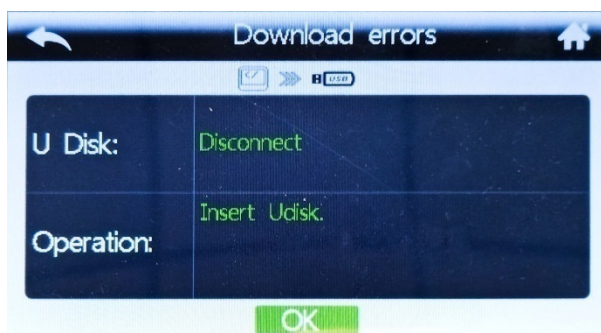 Download errors
USB
U Disk:
Disconnect
Operation:
Insert Udisk.
OK